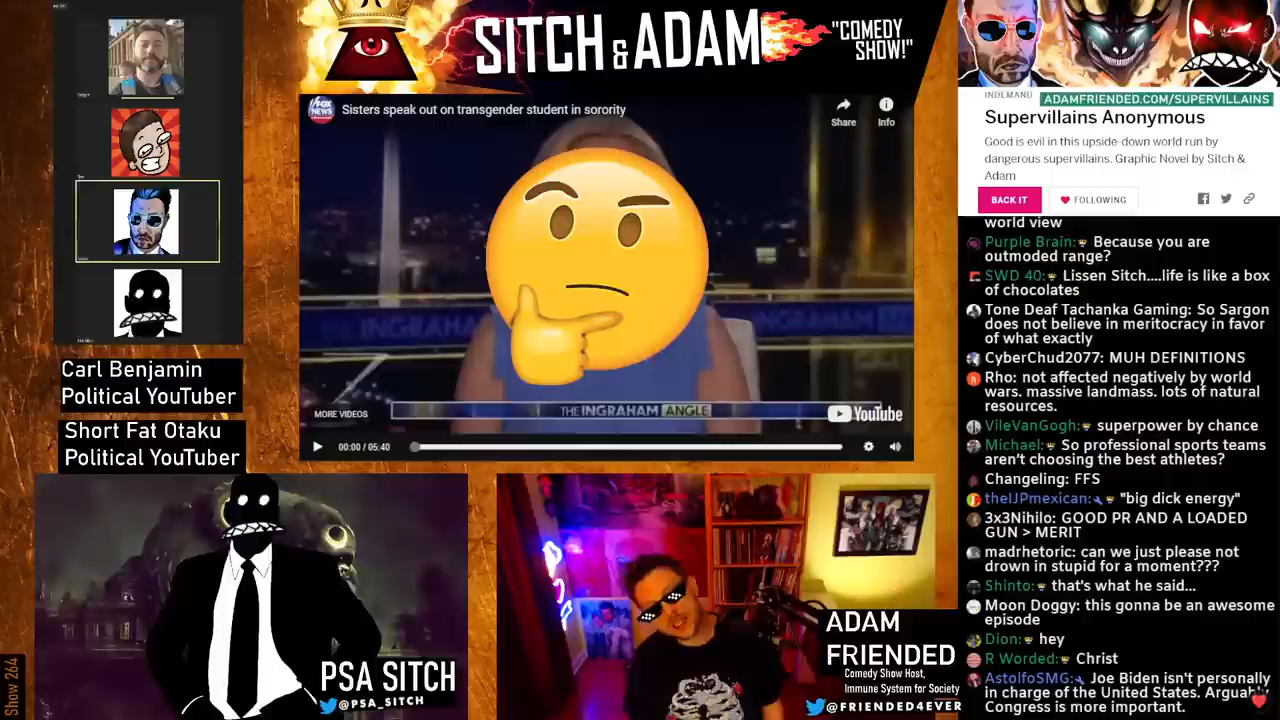 Carl Benjamin
Political YouTuber
Short Fat Otaku
Political YouTuber
SITCH & ADAM
"COMEDY
SHOW!"
FOX
NEWS
Sisters speak out on transgender student in sorority
Share
Info
THE INGRAHAM
INGRAHAM
MORE VIDEOS
THE INGRAHAM ANGLE
YouTube
00:00 / 05:40
INDEMAND
ADAMFRIENDED.COM/SUPERVILLAINS
Supervillains Anonymous
Good is evil in this upside-down world run by
dangerous supervillains. Graphic Novel by Sitch &
Adam
BACK IT
FOLLOWING
world view
Purple Brain: Because you are
outmoded range?
SWD 40: Lissen Sitch....life is like a box
of chocolates
Tone Deaf Tachanka Gaming: So Sargon
does not believe in meritocracy in favor
of what exactly
CyberChud2077: MUH DEFINITIONS
Rho: not affected negatively by world
wars. massive landmass. lots of natural
resources.
VileVanGogh: superpower by chance
Michael: So professional sports teams
aren't choosing the best athletes?
Changeling: FFS
theIJPmexican: "big dick energy"
3x3Nihilo: GOOD PR AND A LOADED
GUN > MERIT
madrhetoric: can we just please not
drown in stupid for a moment???
Shinto: that's what he said...
Moon Doggy: this gonna be an awesome
episode
Dion: hey
R Worded: Christ
AstolfoSMG: Joe Biden isn't personally
in charge of the United States. Arguably
Congress is more important.
Show 264
PSA SITCH
@PSA_SITCH
ADAM
FRIENDED
Comedy Show Host,
Immune System for Society
@FRIENDED4EVER